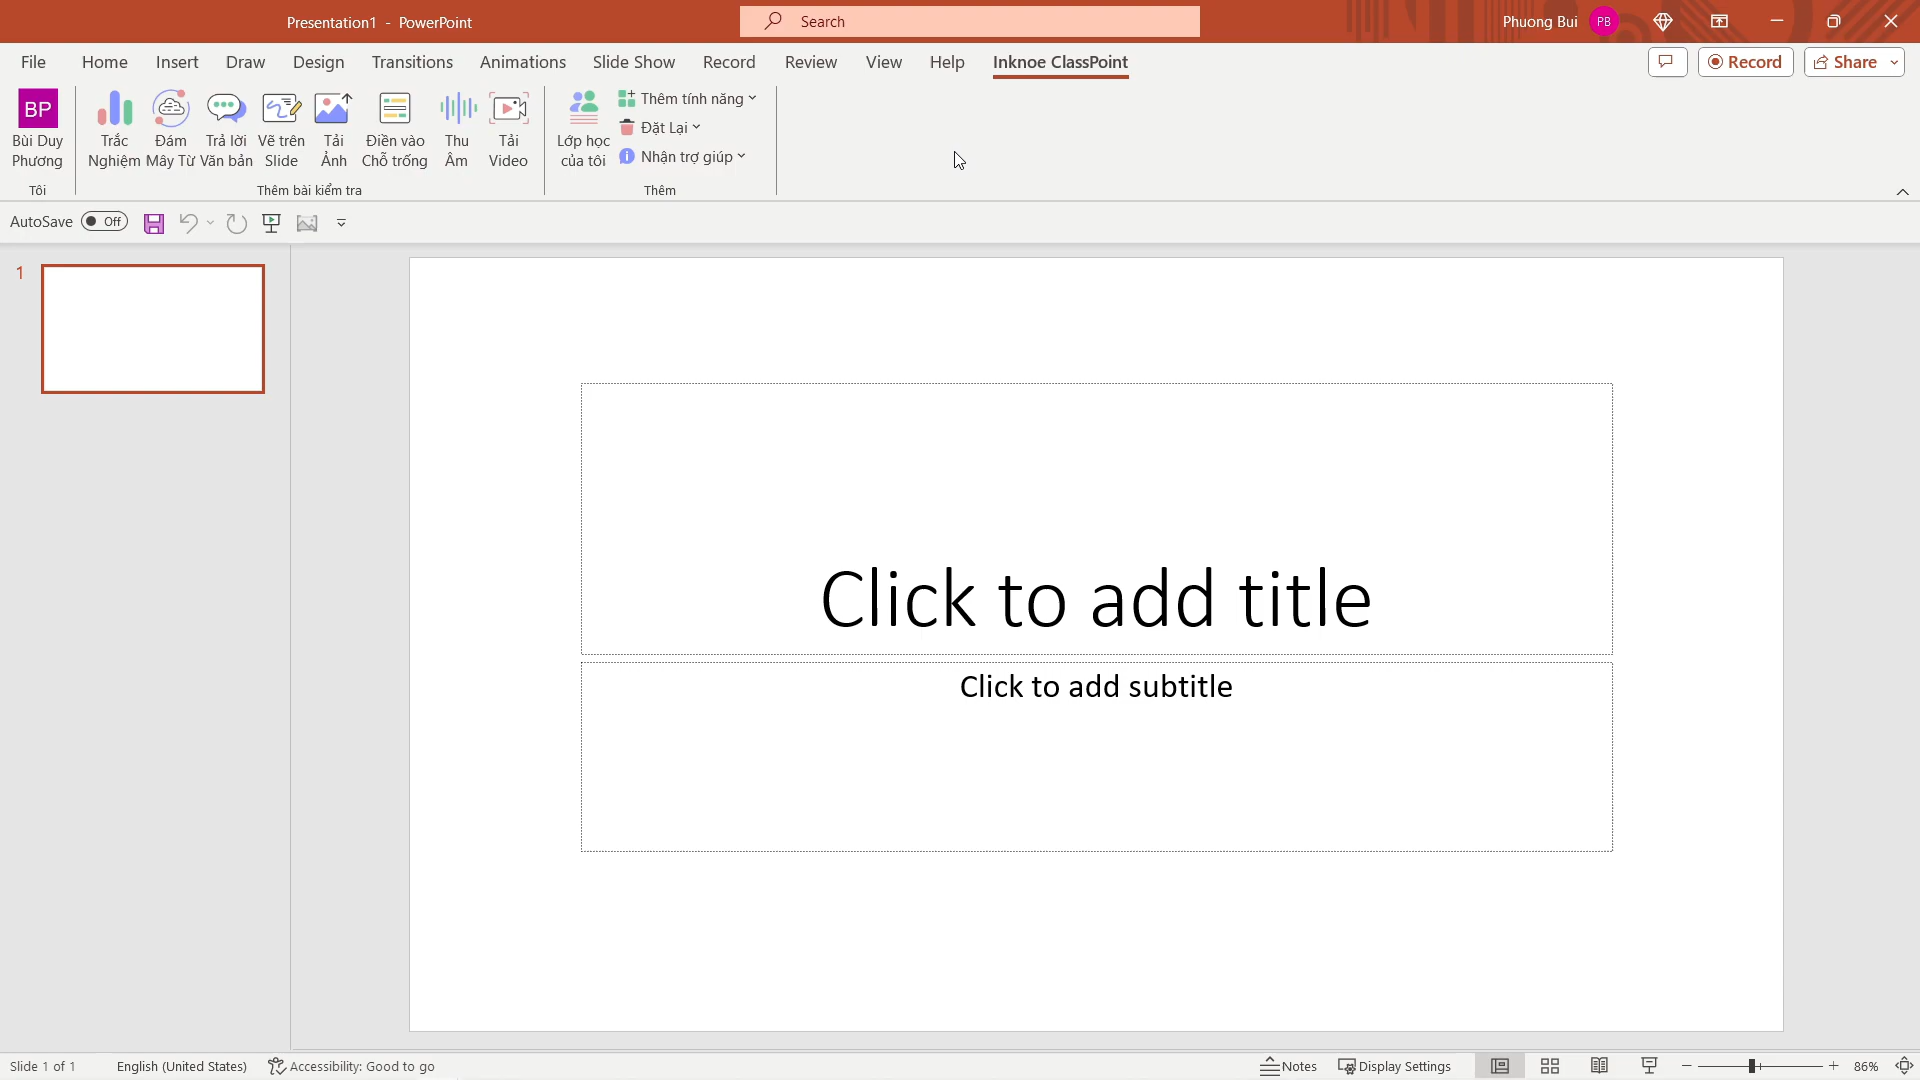 Presentation1 - PowerPoint
Search
Phuong Bui PB
File Home Insert Draw Design Transitions Animations Slide Show Record Review View Help Inknoe ClassPoint
Record
Share
BP
Bùi Duy
Phương
Tôi
Trắc
Nghiệm
Đám
Mây Từ
Trả lời
Văn bản
Vẽ trên
Slide
Tải
Ảnh
Điền vào
Chỗ trống
Thu
Âm
Tải
Video
Thêm bài kiểm tra
Lớp học
của tôi
Thêm tính năng
Đặt Lại
Nhận trợ giúp
Thêm
AutoSave Off
1
Click to add title
Click to add subtitle
Slide 1 of 1 English (United States) Accessibility: Good to go Notes Display Settings 86%